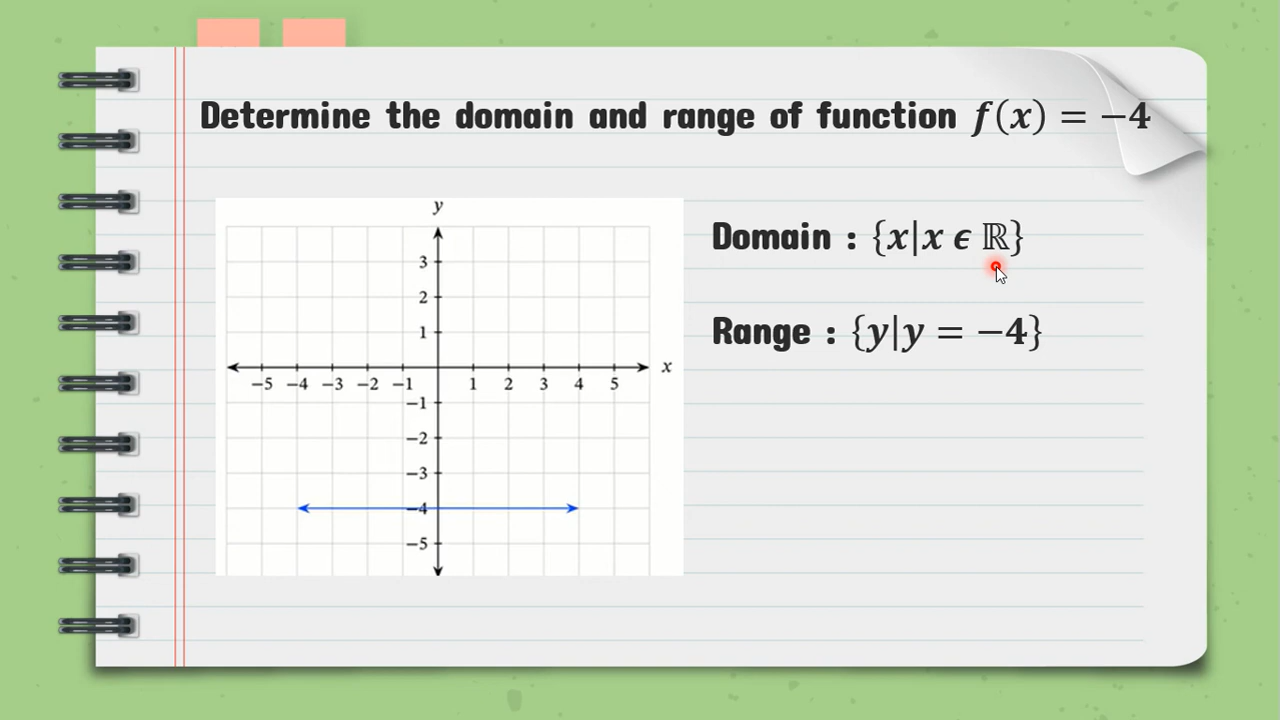 Determine the domain and range of function f(x) = −4
y
Domain : {x|x ϵ ℝ}
3
2
Range : {y|y = −4}
1
x
−5 −4 −3 −2 −1 1 2 3 4 5
−1
−2
−3
−4
−5